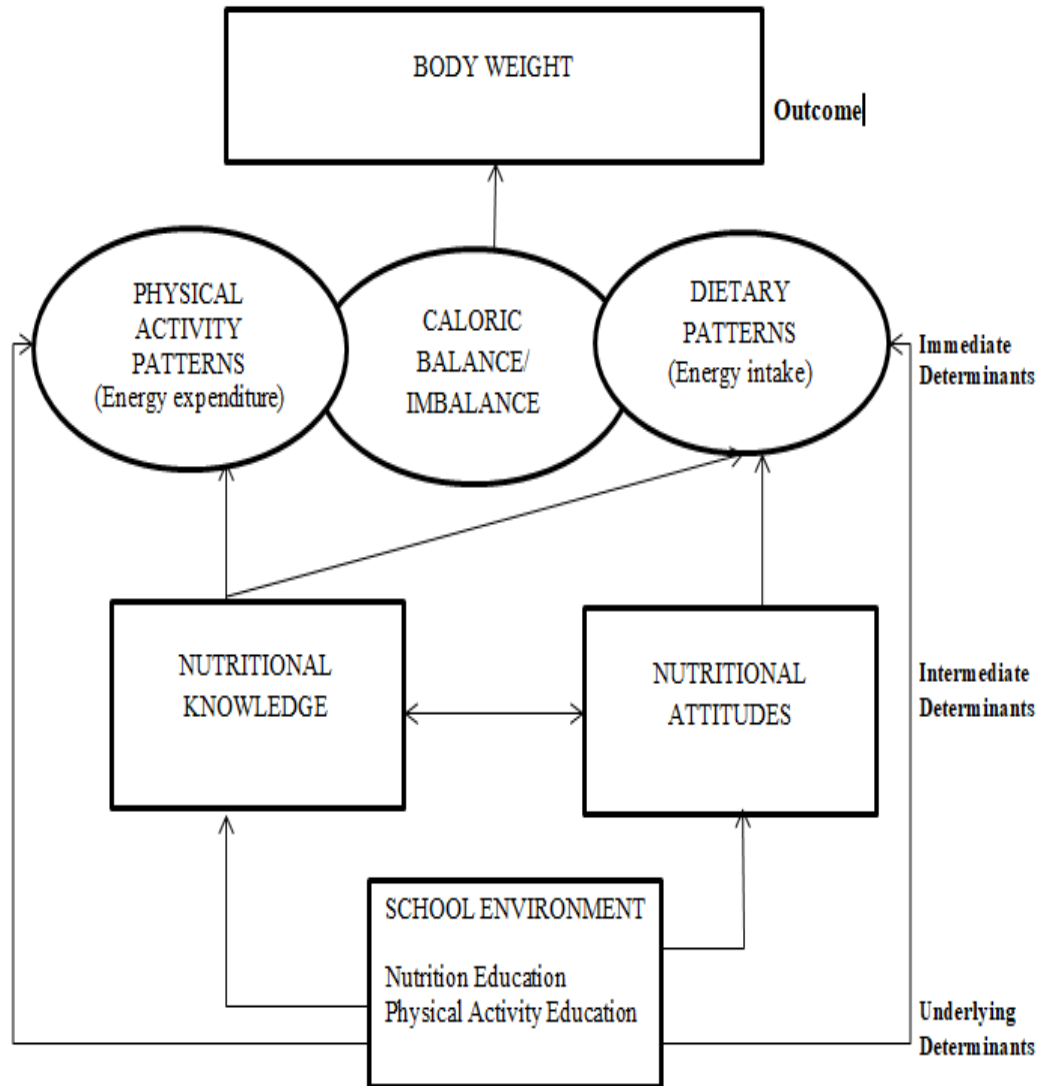 BODY WEIGHT
Outcome
PHYSICAL
ACTIVITY
PATTERNS
(Energy expenditure)
CALORIC
BALANCE/
IMBALANCE
DIETARY
PATTERNS
(Energy intake)
Immediate
Determinants
NUTRITIONAL
KNOWLEDGE
NUTRITIONAL
ATTITUDES
Intermediate
Determinants
SCHOOL ENVIRONMENT
Nutrition Education
Physical Activity Education
Underlying
Determinants